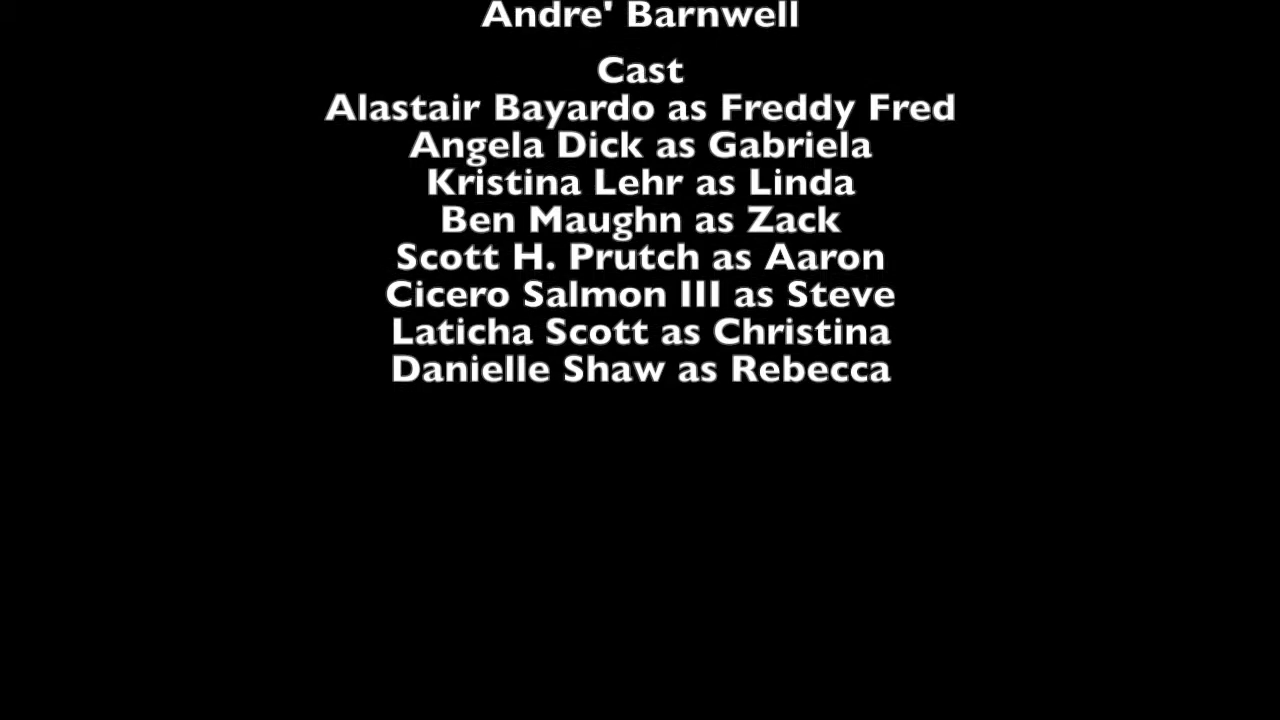 Andre' Barnwell
Cast
Alastair Bayardo as Freddy Fred
Angela Dick as Gabriela
Kristina Lehr as Linda
Ben Maughn as Zack
Scott H. Prutch as Aaron
Cicero Salmon III as Steve
Laticha Scott as Christina
Danielle Shaw as Rebecca